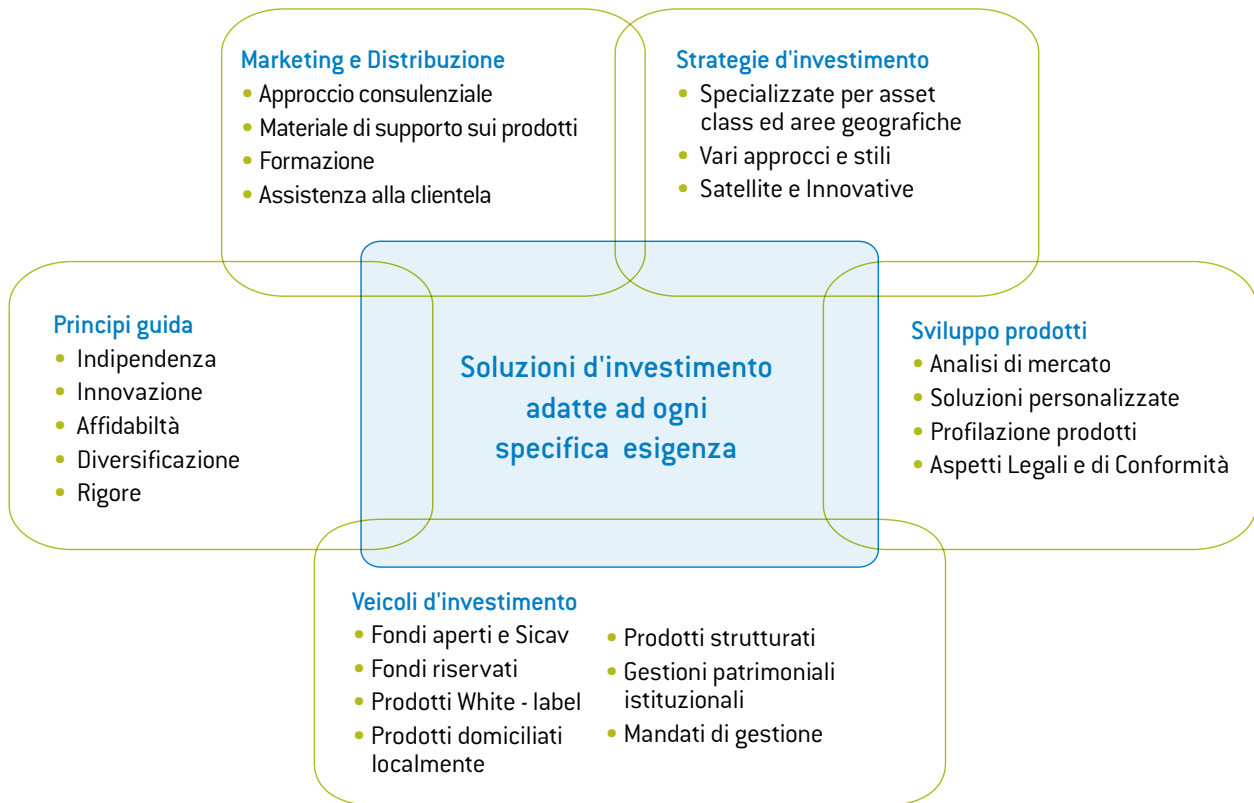 Marketing e Distribuzione
• Approccio consulenziale
• Materiale di supporto sui prodotti
• Formazione
• Assistenza alla clientela
Strategie d'investimento
• Specializzate per asset
class ed aree geografiche
• Vari approcci e stili
• Satellite e Innovative
Principi guida
• Indipendenza
• Innovazione
• Affidabiltà
• Diversificazione
• Rigore
Soluzioni d'investimento
adatte ad ogni
specifica esigenza
Sviluppo prodotti
• Analisi di mercato
• Soluzioni personalizzate
• Profilazione prodotti
• Aspetti Legali e di Conformità
Veicoli d'investimento
• Fondi aperti e Sicav
• Fondi riservati
• Prodotti White - label
• Prodotti domiciliati
localmente
• Prodotti strutturati
• Gestioni patrimoniali
istituzionali
• Mandati di gestione